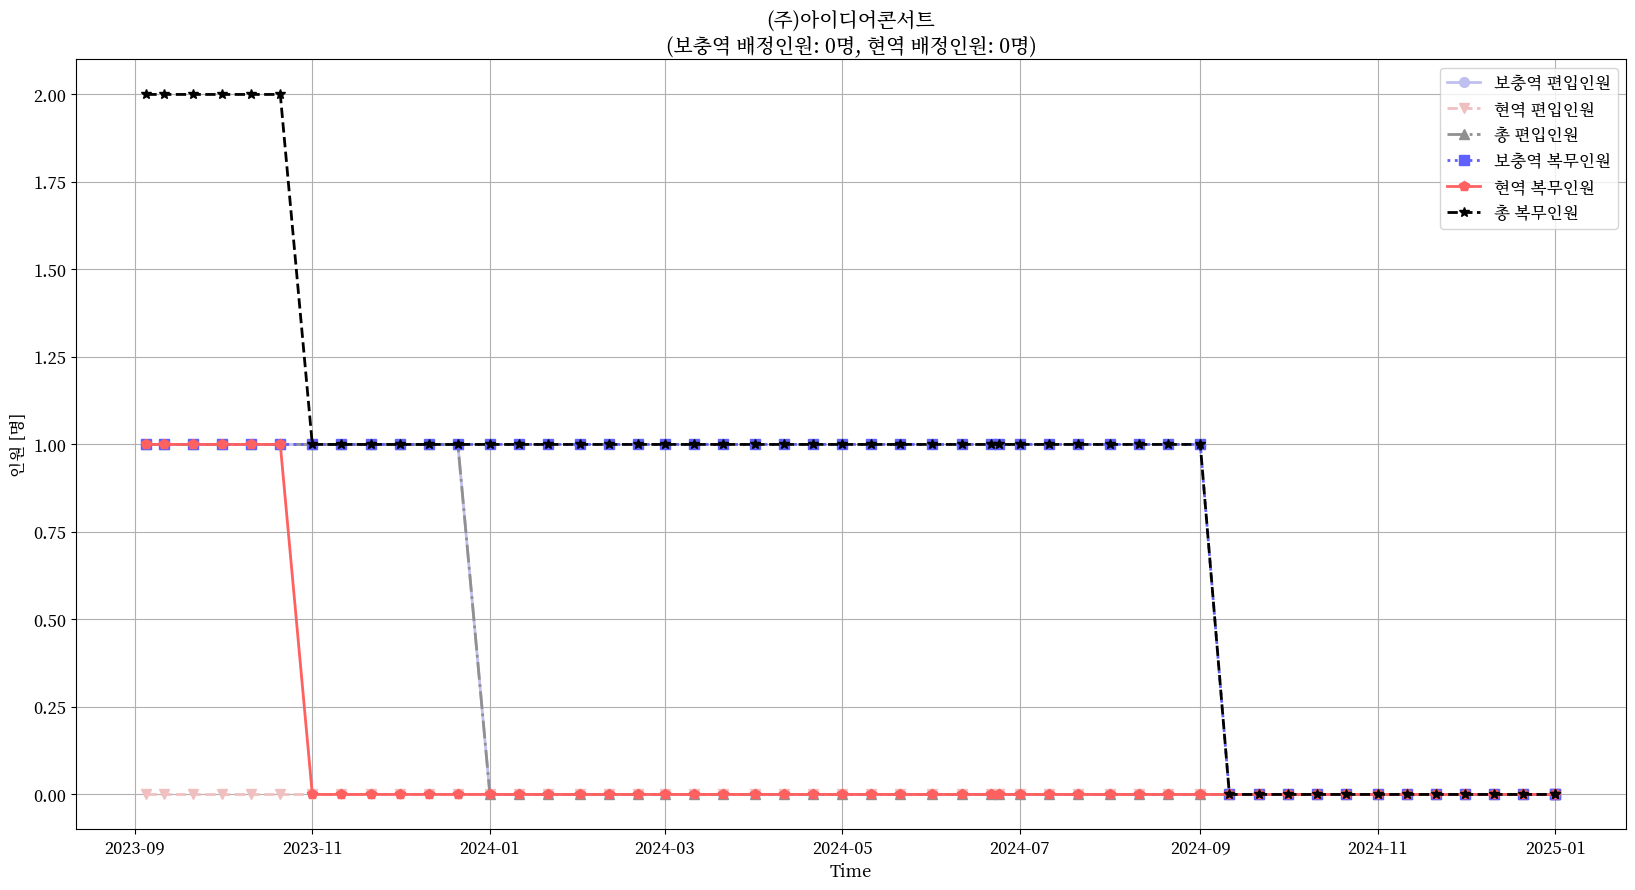 (주)아이디어콘서트
(보충역 배정인원: 0명, 현역 배정인원: 0명)
보충역 편입인원
현역 편입인원
총 편입인원
보충역 복무인원
현역 복무인원
총 복무인원
인원 [명]
2.00
1.75
1.50
1.25
1.00
0.75
0.50
0.25
0.00
2023-09 2023-11 2024-01 2024-03 2024-05 2024-07 2024-09 2024-11 2025-01
Time